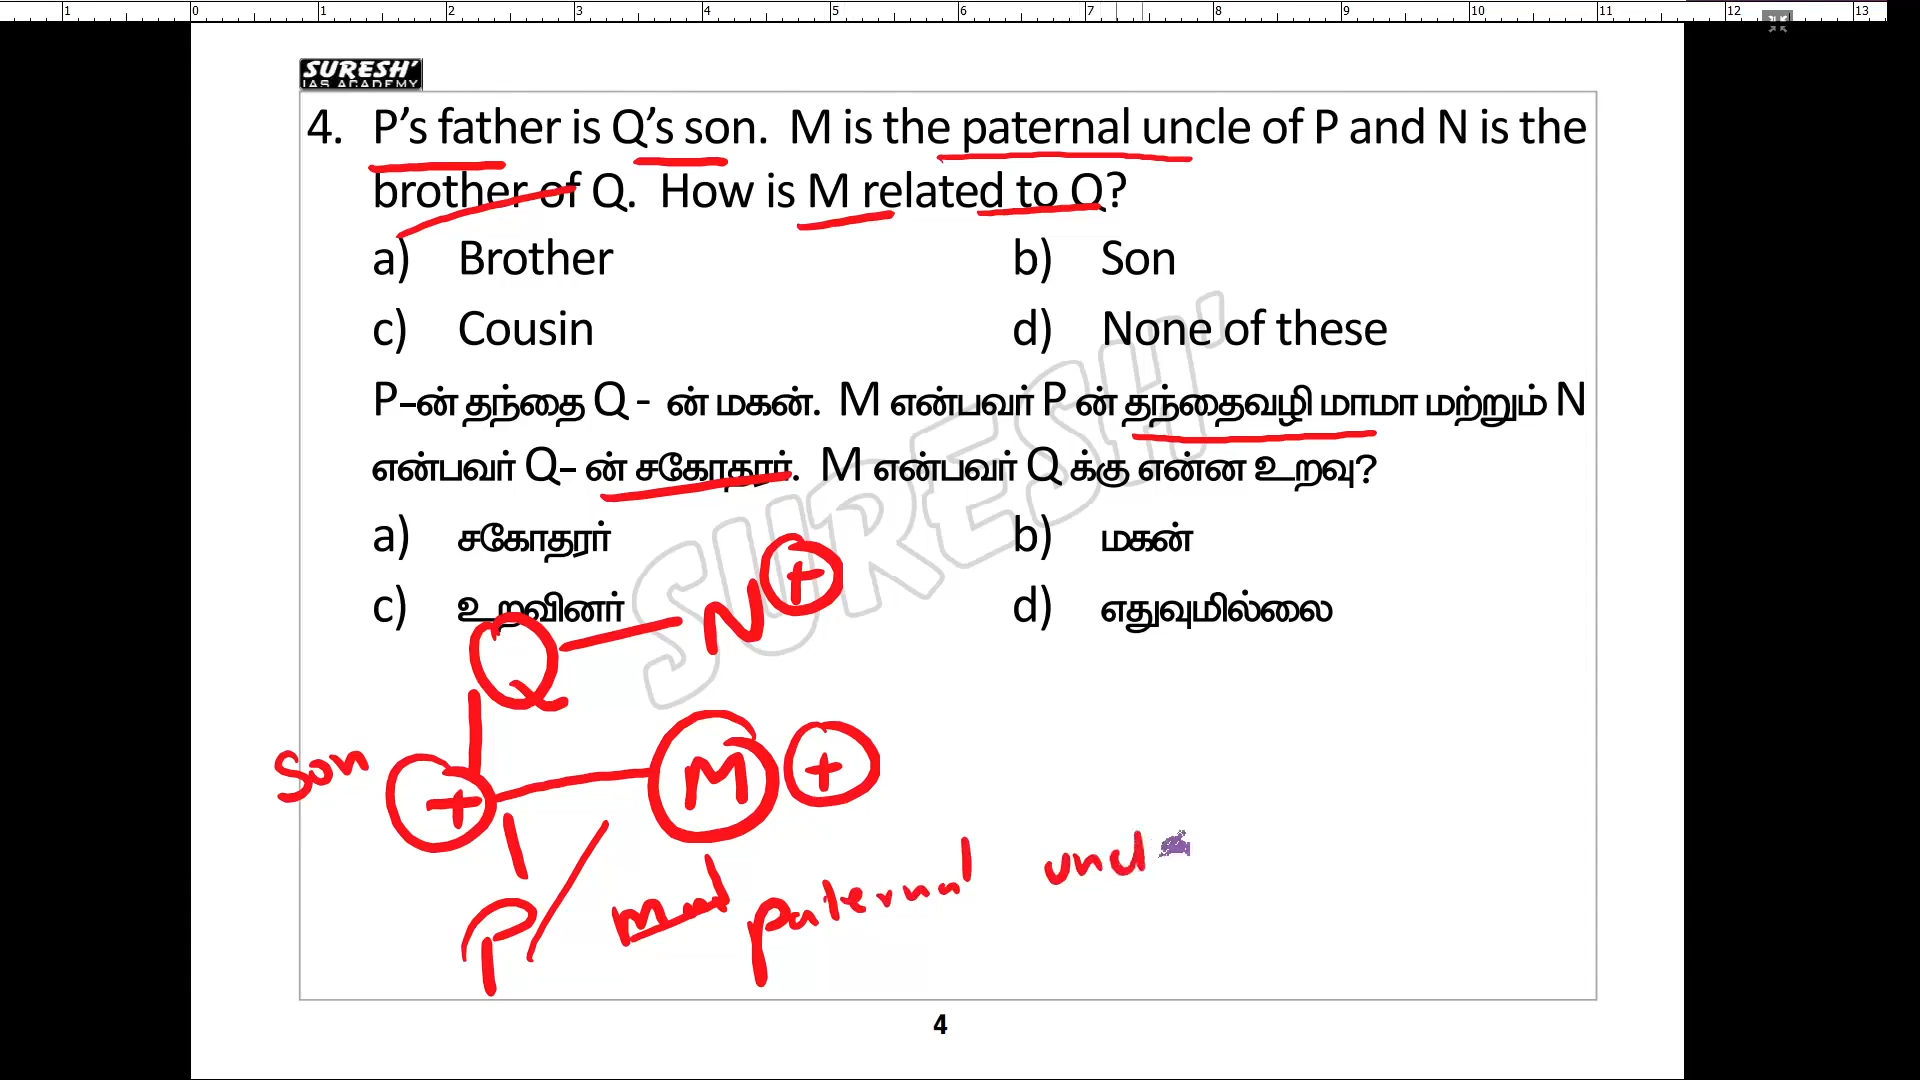 1 0 1 2 3 4 5 6 7 8 9 10 11 12 13
SURESH'
IAS ACADEMY
4. P's father is Q's son. M is the paternal uncle of P and N is the
brother of Q. How is M related to Q?
a) Brother b) Son
c) Cousin d) None of these
P-ன் தந்தை Q - ன் மகன். M என்பவர் P ன் தந்தைவழி மாமா மற்றும் N
என்பவர் Q- ன் சகோதரர். M என்பவர் Q க்கு என்ன உறவு?
a) சகோதரர் b) மகன்
c) உறவினர் d) எதுவுமில்லை
SURESH'
Q N +
Son + M +
P paternal uncl
4